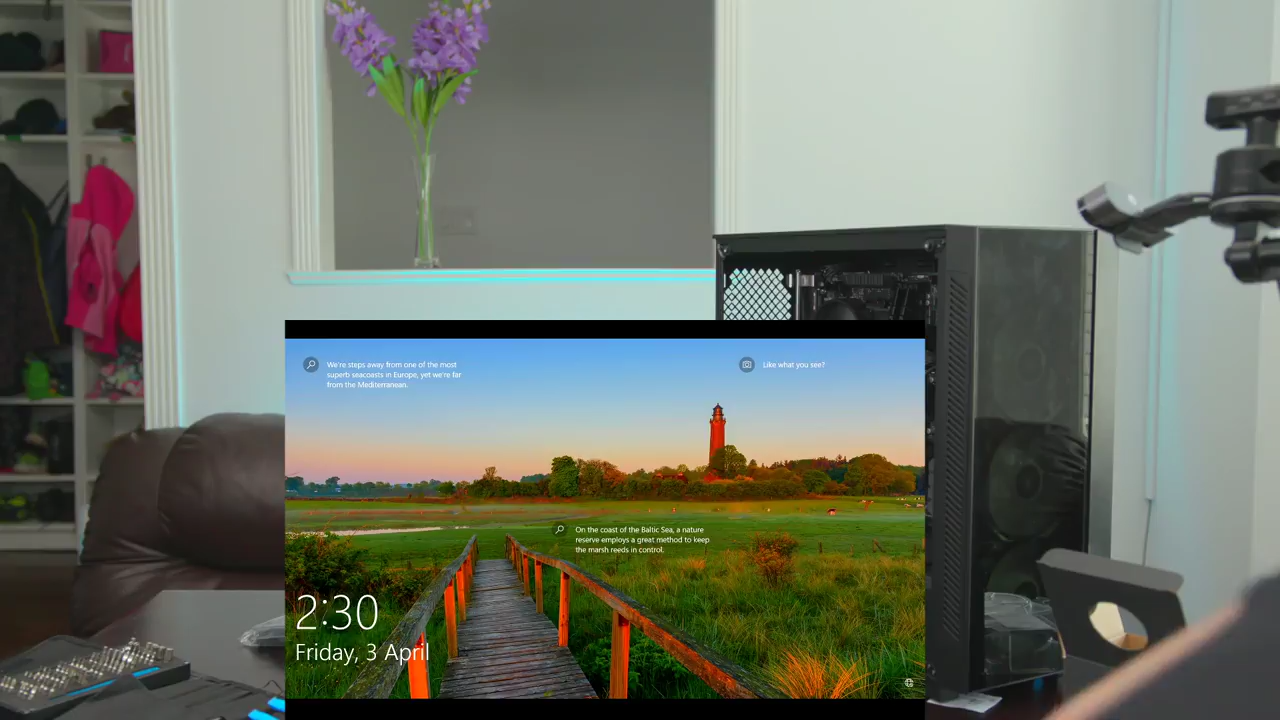 We're steps away from one of the most
superb seacoasts in Europe, yet we're far
from the Mediterranean.
Like what you see?
On the coast of the Baltic Sea, a nature
reserve employs a great method to keep
the marsh reeds in control.
2:30
Friday, 3 April